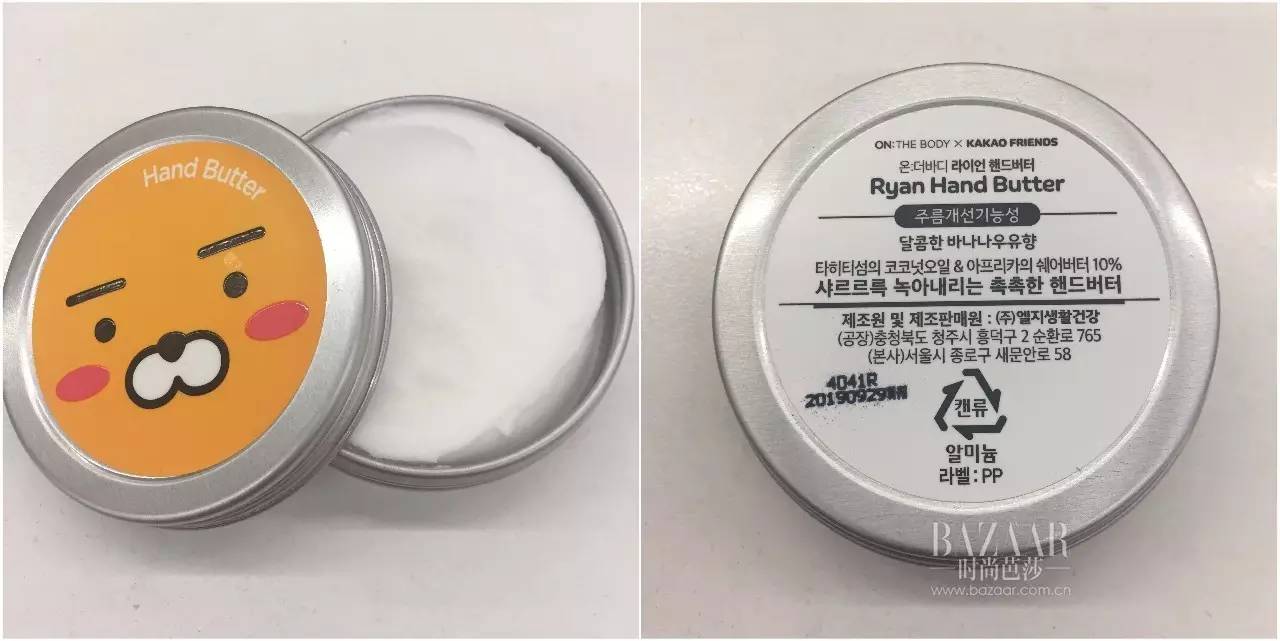 Hand Butter
ON:THE BODY × KAKAO FRIENDS
온:더바디 라이언 핸드버터
Ryan Hand Butter
주름개선기능성
달콤한 바나나우유향
타히티섬의 코코넛오일 & 아프리카의 쉐어버터 10%
샤르르륵 녹아내리는 촉촉한 핸드버터
제조원 및 제조판매원 : (주)엘지생활건강
(공장)충청북도 청주시 흥덕구 2 순환로 765
(본사)서울시 종로구 새문안로 58
4041R
20190929
캔류
알미늄
라벨 : PP
BAZAAR
时尚芭莎
www.bazaar.com.cn